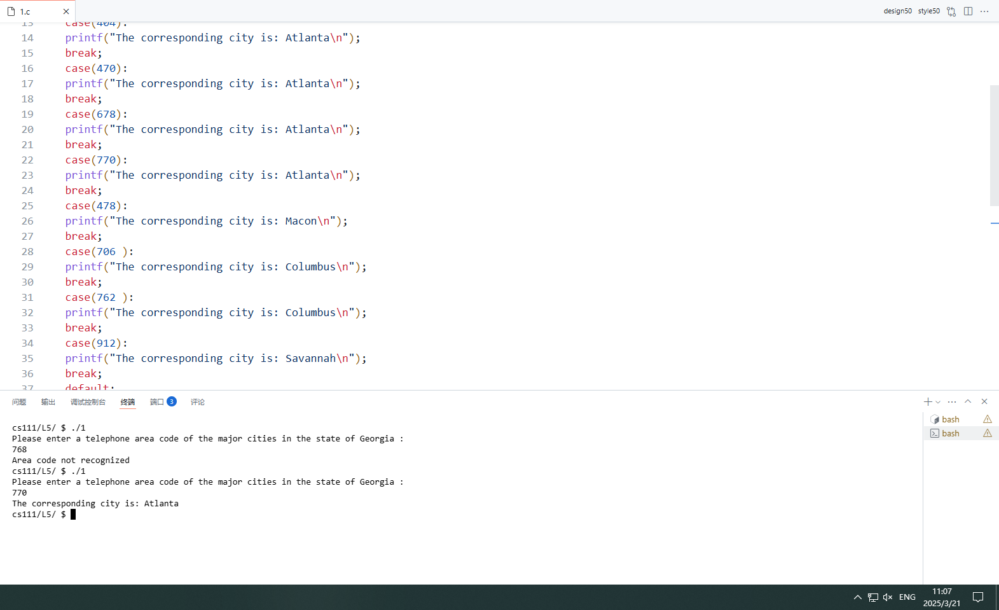 1.c
design50 style50
13 case(404):
14 printf("The corresponding city is: Atlanta\n");
15 break;
16 case(470):
17 printf("The corresponding city is: Atlanta\n");
18 break;
19 case(678):
20 printf("The corresponding city is: Atlanta\n");
21 break;
22 case(770):
23 printf("The corresponding city is: Atlanta\n");
24 break;
25 case(478):
26 printf("The corresponding city is: Macon\n");
27 break;
28 case(706 ):
29 printf("The corresponding city is: Columbus\n");
30 break;
31 case(762 ):
32 printf("The corresponding city is: Columbus\n");
33 break;
34 case(912):
35 printf("The corresponding city is: Savannah\n");
36 break;
37 default:
问题 输出 调试控制台 终端 端口 3 评论
cs111/L5/ $ ./1
Please enter a telephone area code of the major cities in the state of Georgia :
768
Area code not recognized
cs111/L5/ $ ./1
Please enter a telephone area code of the major cities in the state of Georgia :
770
The corresponding city is: Atlanta
cs111/L5/ $
bash
bash
ENG
11:07
2025/3/21